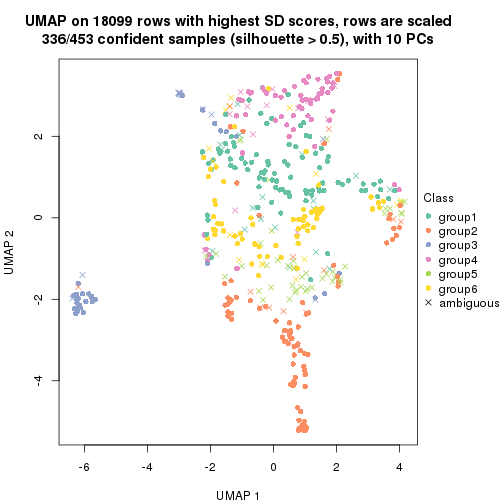 UMAP on 18099 rows with highest SD scores, rows are scaled
336/453 confident samples (silhouette > 0.5), with 10 PCs
2
0
-2
-4
UMAP 2
-6
-4
-2
0
2
4
UMAP 1
Class
group1
group2
group3
group4
group5
group6
ambiguous